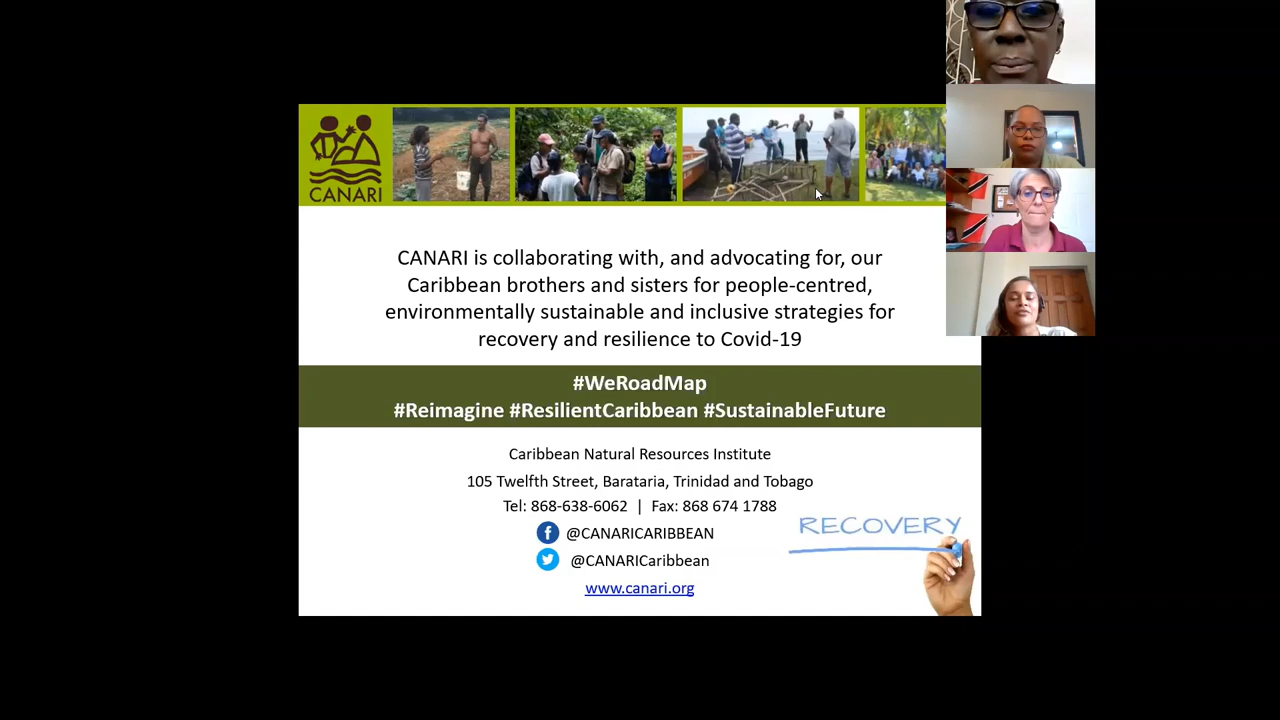 CANARI
CANARI is collaborating with, and advocating for, our
Caribbean brothers and sisters for people-centred,
environmentally sustainable and inclusive strategies for
recovery and resilience to Covid-19
#WeRoadMap
#Reimagine #ResilientCaribbean #SustainableFuture
Caribbean Natural Resources Institute
105 Twelfth Street, Barataria, Trinidad and Tobago
Tel: 868-638-6062 | Fax: 868 674 1788
@CANARICARIBBEAN
@CANARICaribbean
www.canari.org
RECOVERY